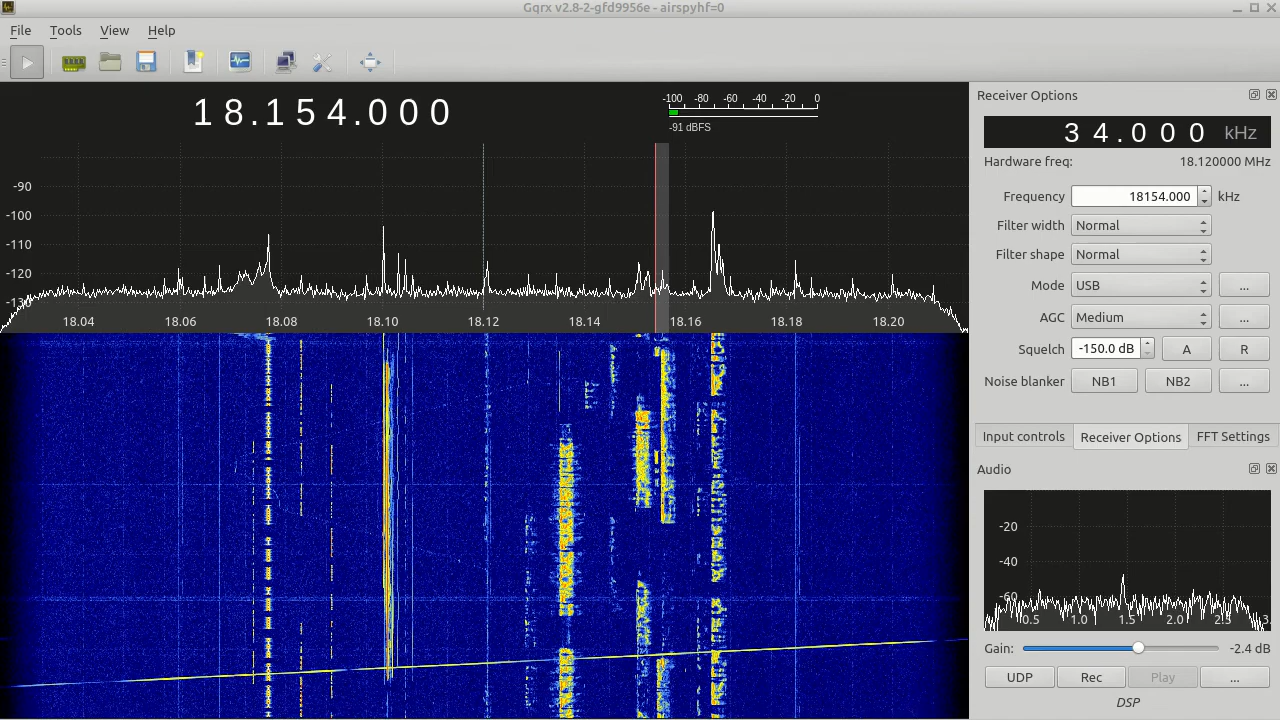 Gqrx v2.8-2-gfd9956e - airspyhf=0
File Tools View Help
18.154.000
-100 -80 -60 -40 -20 0
-91 dBFS
-90
-100
-110
-120
18.04 18.06 18.08 18.10 18.12 18.14 18.16 18.18 18.20
Receiver Options
34.000 kHz
Hardware freq: 18.120000 MHz
Frequency 18154.000 kHz
Filter width Normal
Filter shape Normal
Mode USB ...
AGC Medium ...
Squelch -150.0 dB A R
Noise blanker NB1 NB2 ...
Input controls Receiver Options FFT Settings
Audio
-20
-40
-60
0.5 1.0 1.5 2.0 2.5 3.
Gain: -2.4 dB
UDP Rec Play ...
DSP